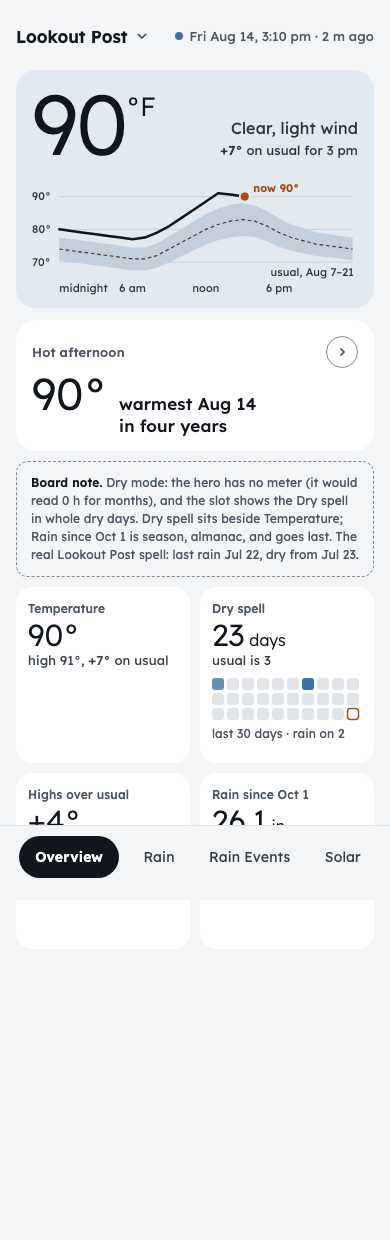 Lookout Post
Fri Aug 14, 3:10 pm · 2 m ago
90°F
Clear, light wind
+7° on usual for 3 pm
now 90°
90°
80°
70°
usual, Aug 7–21
midnight 6 am noon 6 pm
Hot afternoon
90° warmest Aug 14
in four years
Board note. Dry mode: the hero has no meter (it would
read 0 h for months), and the slot shows the Dry spell
in whole dry days. Dry spell sits beside Temperature;
Rain since Oct 1 is season, almanac, and goes last. The
real Lookout Post spell: last rain Jul 22, dry from Jul 23.
Temperature
90°
high 91°, +7° on usual
Dry spell
23 days
usual is 3
last 30 days · rain on 2
Highs over usual
+4°
Rain since Oct 1
26.1 in
Overview Rain Rain Events Solar